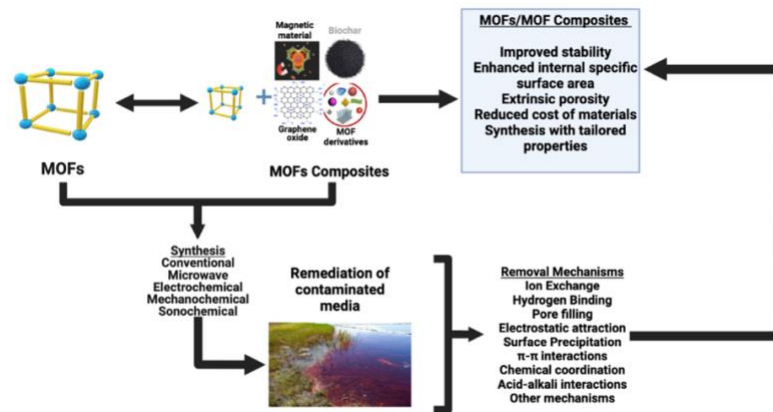 Magnetic
material
Biochar
Graphene
oxide
MOF
derivatives
MOFs
MOFs Composites
MOFs/MOF Composites
Improved stability
Enhanced internal specific
surface area
Extrinsic porosity
Reduced cost of materials
Synthesis with tailored
properties
Synthesis
Conventional
Microwave
Electrochemical
Mechanochemical
Sonochemical
Remediation of
contaminated
media
Removal Mechanisms
Ion Exchange
Hydrogen Binding
Pore filling
Electrostatic attraction
Surface Precipitation
π-π interactions
Chemical coordination
Acid-alkali interactions
Other mechanisms